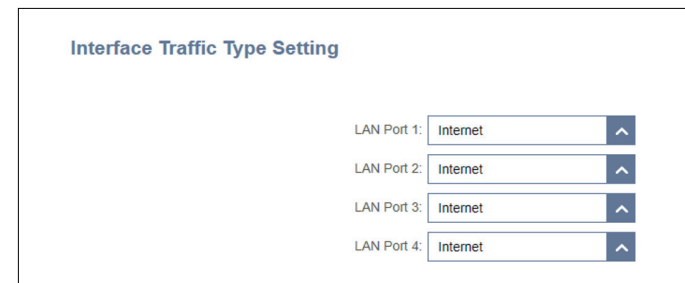 Interface Traffic Type Setting
LAN Port 1: Internet
LAN Port 2: Internet
LAN Port 3: Internet
LAN Port 4: Internet